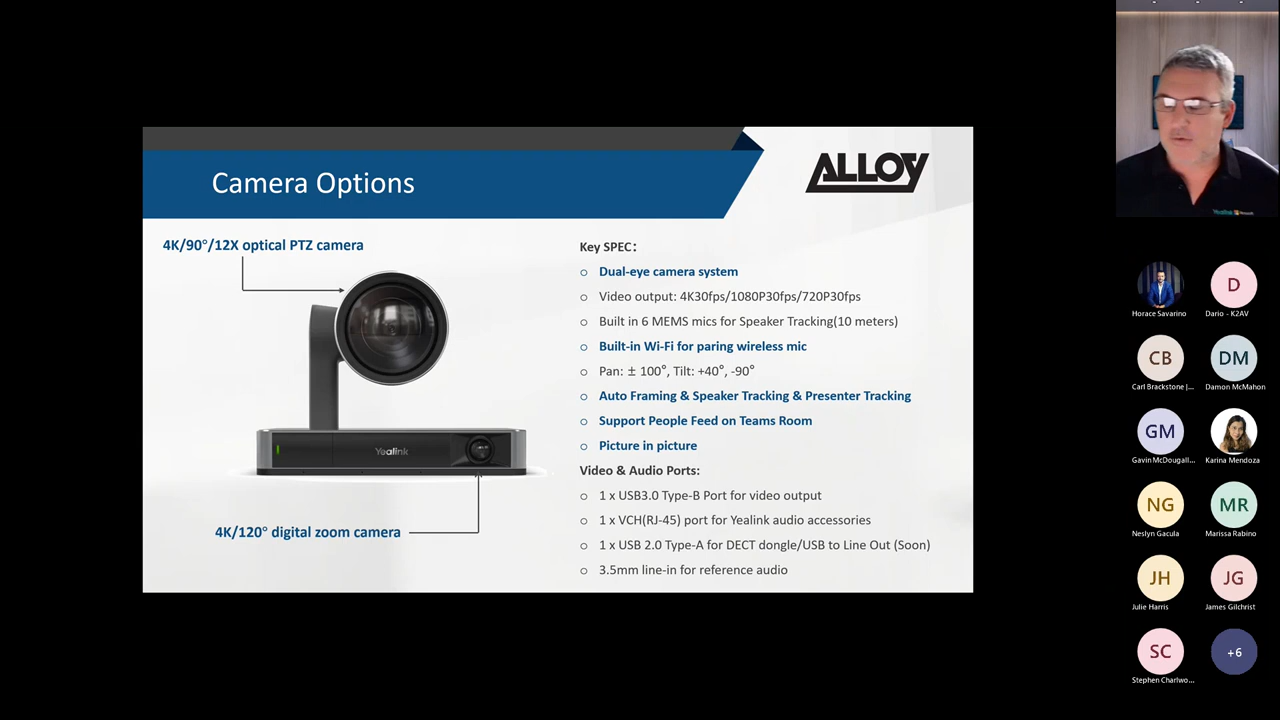 Camera Options
ALLOY
4K/90°/12X optical PTZ camera
Yealink
4K/120° digital zoom camera
Key SPEC:
Dual-eye camera system
Video output: 4K30fps/1080P30fps/720P30fps
Built in 6 MEMS mics for Speaker Tracking(10 meters)
Built-in Wi-Fi for paring wireless mic
Pan: ± 100°, Tilt: +40°, -90°
Auto Framing & Speaker Tracking & Presenter Tracking
Support People Feed on Teams Room
Picture in picture
Video & Audio Ports:
1 x USB3.0 Type-B Port for video output
1 x VCH(RJ-45) port for Yealink audio accessories
1 x USB 2.0 Type-A for DECT dongle/USB to Line Out (Soon)
3.5mm line-in for reference audio
Yealink
D
Horace Savarino
Dario - K2AV
CB
DM
Carl Brackstone |...
Damon McMahon
GM
Gavin McDougall...
Karina Mendoza
NG
MR
Neslyn Gacula
Marissa Rabino
JH
JG
Julie Harris
James Gilchrist
SC
+6
Stephen Charlwo...